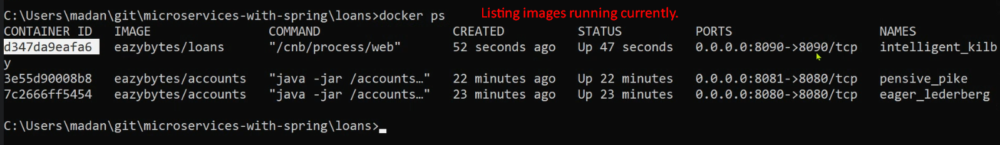 C:\Users\madan\git\microservices-with-spring\loans>docker ps Listing images running currently.
CONTAINER ID IMAGE COMMAND CREATED STATUS PORTS NAMES
d347da9eafa6 eazybytes/loans "/cnb/process/web" 52 seconds ago Up 47 seconds 0.0.0.0:8090->8090/tcp intelligent_kilb
y
3e55d90008b8 eazybytes/accounts "java -jar /accounts…" 22 minutes ago Up 22 minutes 0.0.0.0:8081->8080/tcp pensive_pike
7c2666ff5454 eazybytes/accounts "java -jar /accounts…" 23 minutes ago Up 23 minutes 0.0.0.0:8080->8080/tcp eager_lederberg
C:\Users\madan\git\microservices-with-spring\loans>